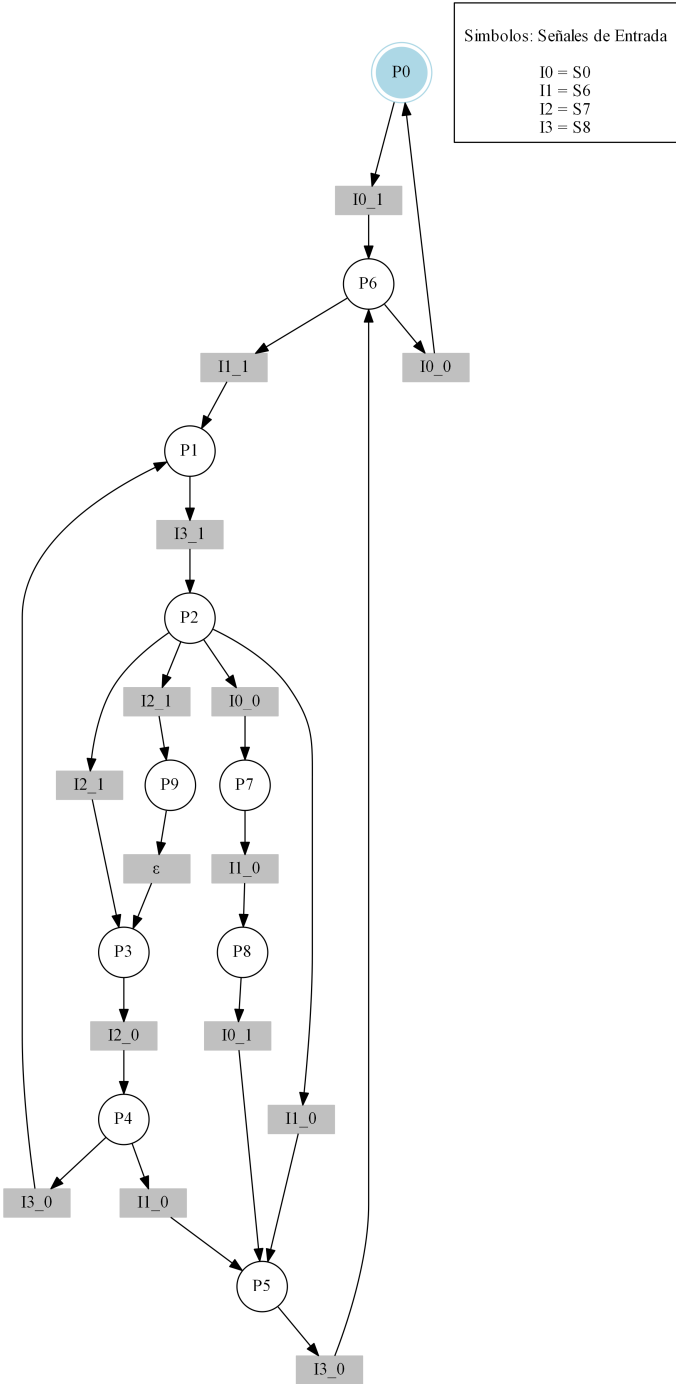 Simbolos: Señales de Entrada
I0 = S0
I1 = S6
I2 = S7
I3 = S8
P0
I0_1
P6
I1_1
I0_0
P1
I3_1
P2
I2_1
I0_0
I2_1
P9
P7
ε
I1_0
P3
P8
I2_0
I0_1
P4
I1_0
I3_0
I1_0
P5
I3_0